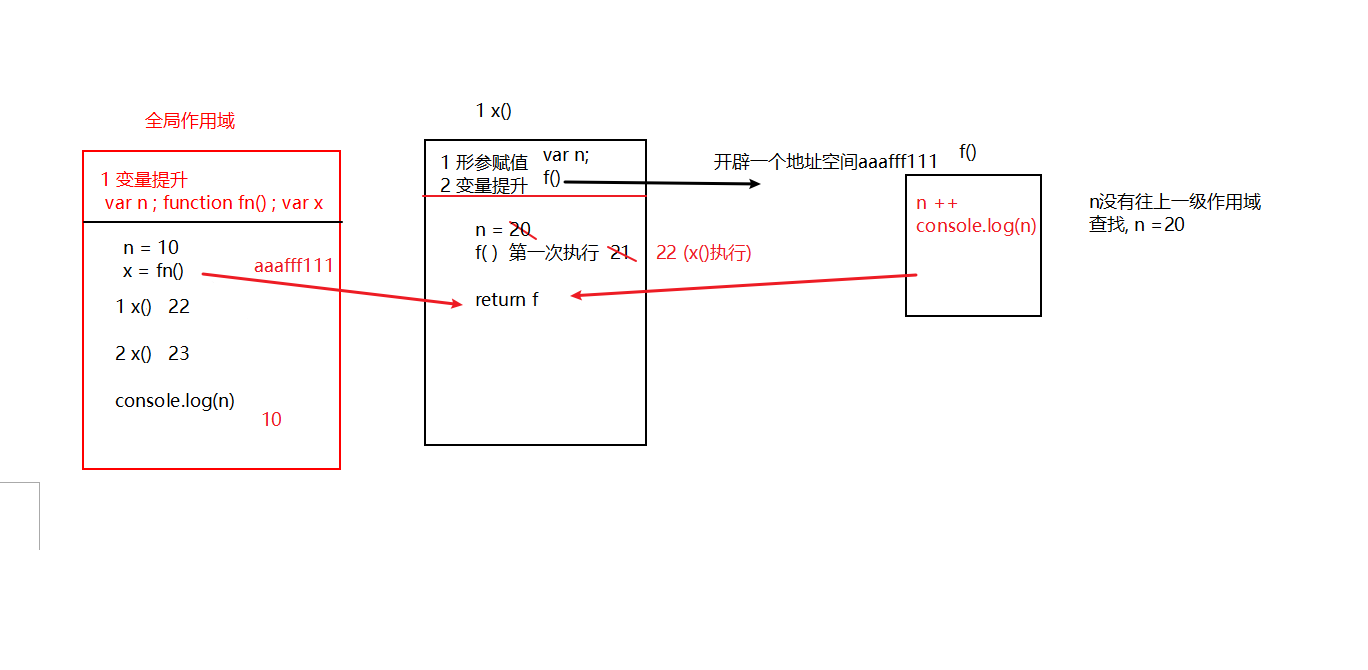 全局作用域
1 变量提升
var n ; function fn() ; var x
n = 10
x = fn()
aaafff111
1 x() 22
2 x() 23
console.log(n)
10
1 x()
1 形参赋值 var n;
2 变量提升 f()
n = 20
f( ) 第一次执行 21 22 (x()执行)
return f
开辟一个地址空间aaafff111 f()
n ++
console.log(n)
n没有往上一级作用域
查找, n =20